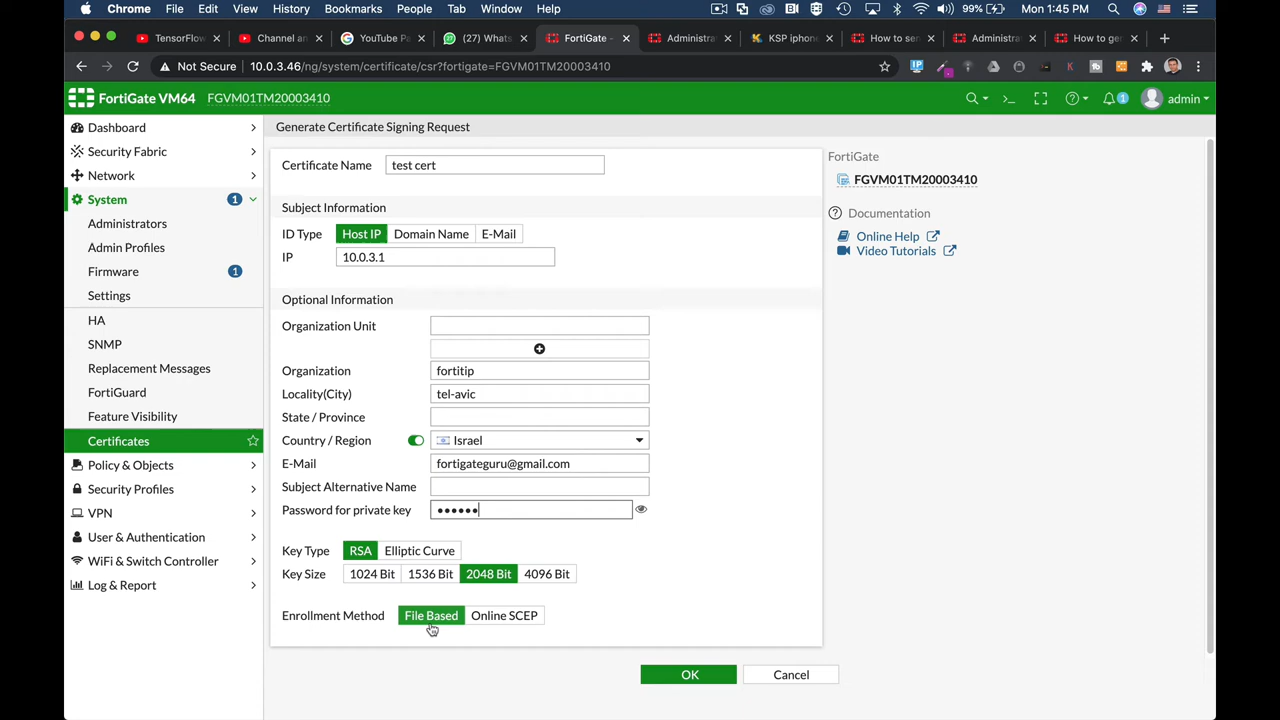 Chrome File Edit View History Bookmarks People Tab Window Help 99% Mon 1:45 PM
TensorFlow Channel an YouTube Pa (27) Whats FortiGate - Administra KSP iphone How to sen Administra How to gen
Not Secure 10.0.3.46/ng/system/certificate/csr?fortigate=FGVM01TM20003410
FortiGate VM64 FGVM01TM20003410 1 admin
Dashboard
Security Fabric
Network
System 1
Administrators
Admin Profiles
Firmware 1
Settings
HA
SNMP
Replacement Messages
FortiGuard
Feature Visibility
Certificates
Policy & Objects
Security Profiles
VPN
User & Authentication
WiFi & Switch Controller
Log & Report
Generate Certificate Signing Request
Certificate Name test cert
Subject Information
ID Type Host IP Domain Name E-Mail
IP 10.0.3.1
Optional Information
Organization Unit
Organization fortitip
Locality(City) tel-avic
State / Province
Country / Region Israel
E-Mail fortigateguru@gmail.com
Subject Alternative Name
Password for private key ••••••
Key Type RSA Elliptic Curve
Key Size 1024 Bit 1536 Bit 2048 Bit 4096 Bit
Enrollment Method File Based Online SCEP
OK Cancel
FortiGate
FGVM01TM20003410
Documentation
Online Help
Video Tutorials